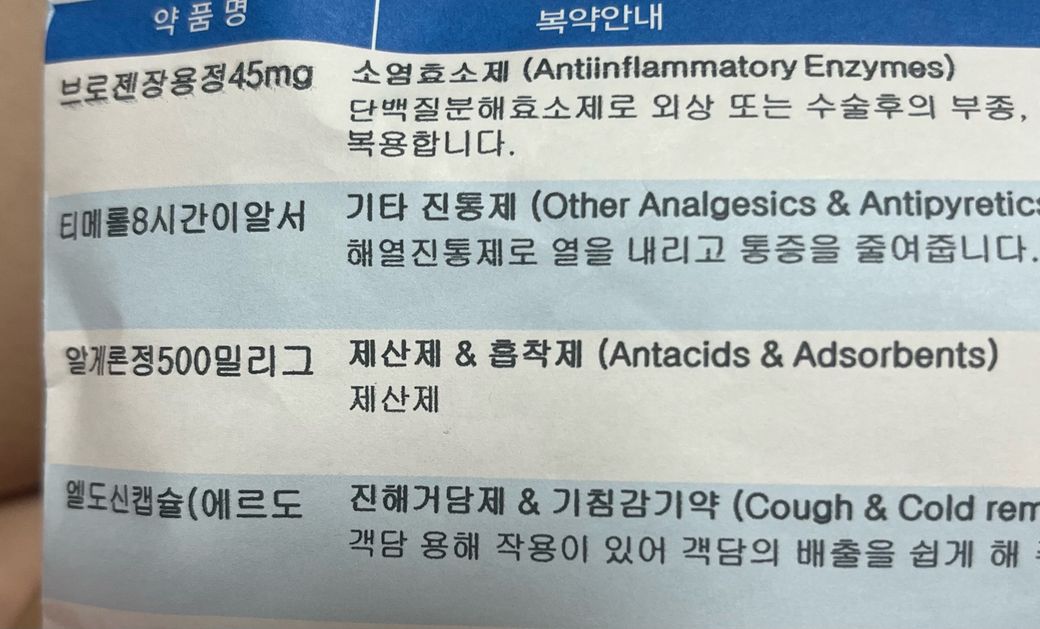 약 품 명
복약안내
브로젠장용정45mg
소염효소제 (Antiinflammatory Enzymes)
단백질분해효소제로 외상 또는 수술후의 부종,
복용합니다.
티메롤8시간이알서
기타 진통제 (Other Analgesics & Antipyretics
해열진통제로 열을 내리고 통증을 줄여줍니다.
알게론정500밀리그
제산제 & 흡착제 (Antacids & Adsorbents)
제산제
엘도신캡슐(에르도
진해거담제 & 기침감기약 (Cough & Cold rem
객담 용해 작용이 있어 객담의 배출을 쉽게 해